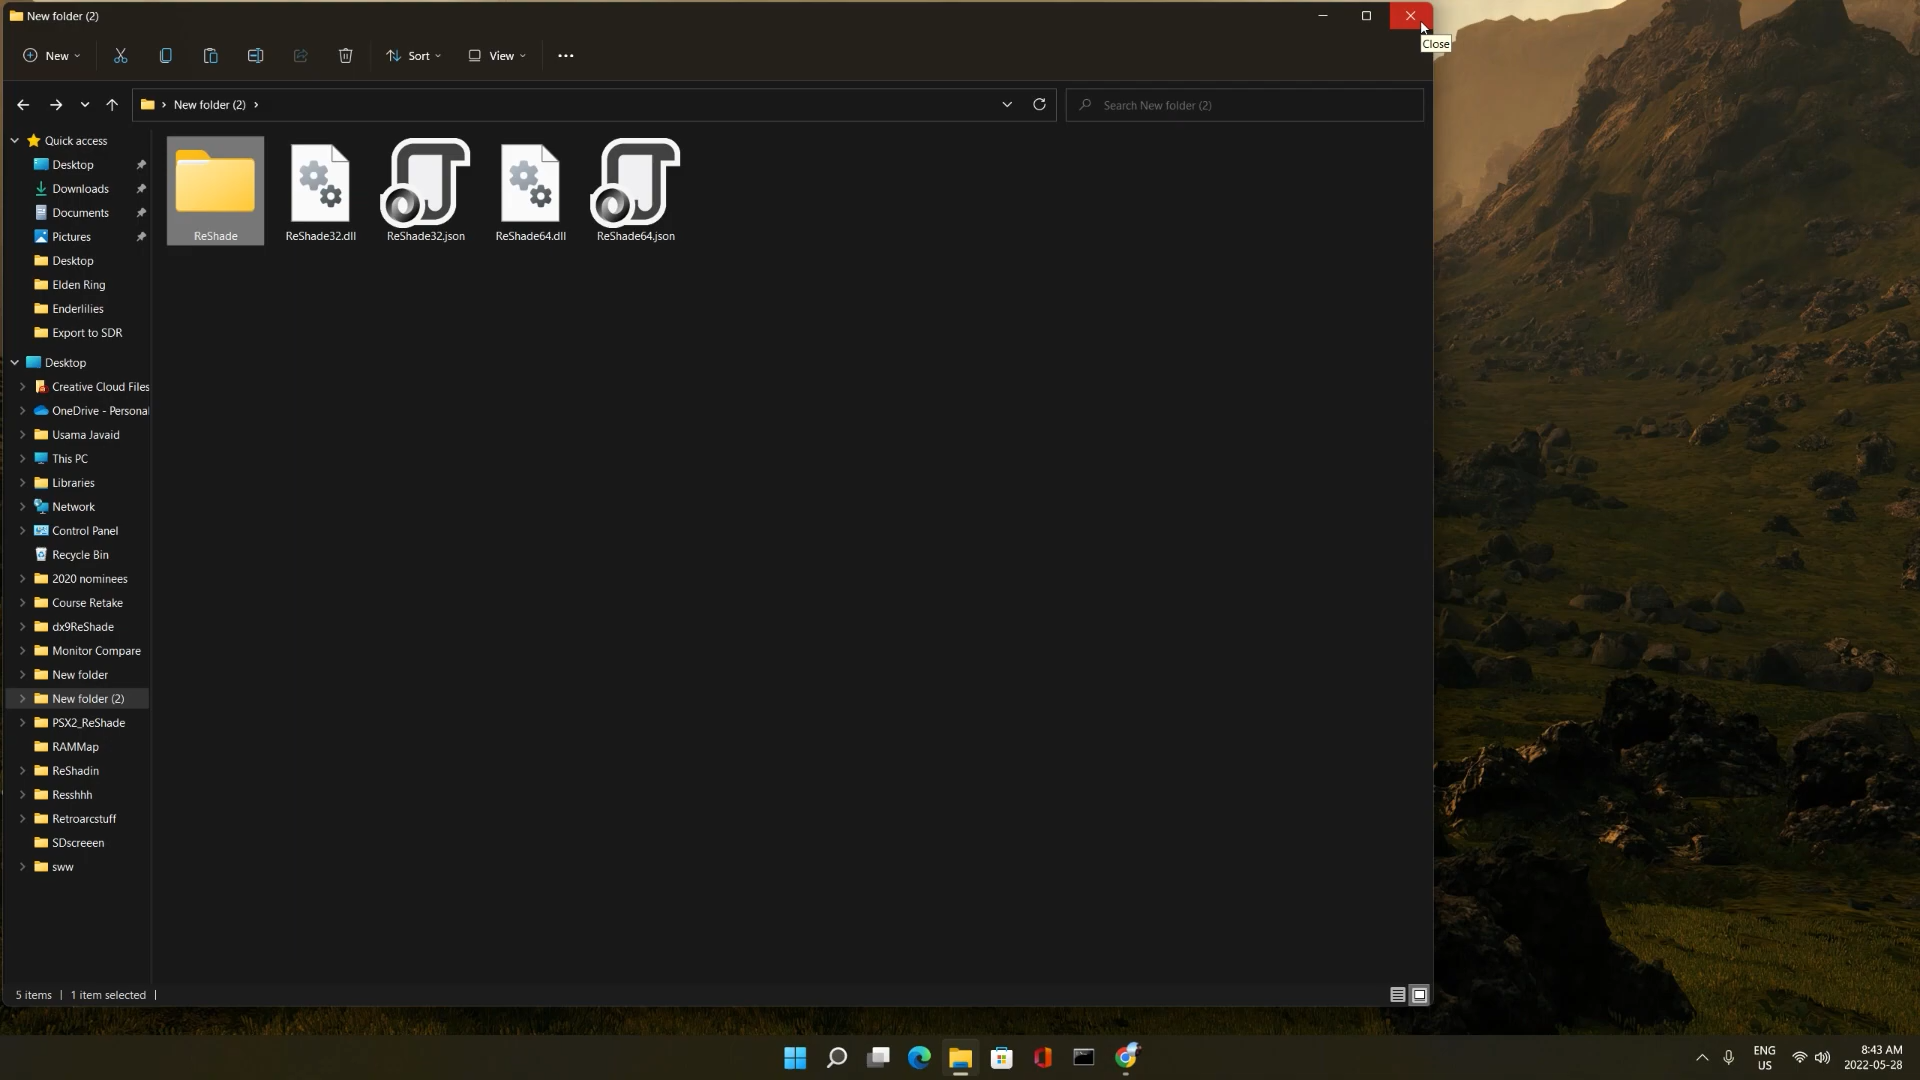 New folder (2)
Close
New
Sort
View
New folder (2)
Search New folder (2)
Quick access
Desktop
Downloads
Documents
Pictures
Desktop
Elden Ring
Enderlilies
Export to SDR
Desktop
Creative Cloud Files
OneDrive - Personal
Usama Javaid
This PC
Libraries
Network
Control Panel
Recycle Bin
2020 nominees
Course Retake
dx9ReShade
Monitor Compare
New folder
New folder (2)
PSX2_ReShade
RAMMap
ReShadin
Resshhh
Retroarcstuff
SDscreeen
sww
ReShade
ReShade32.dll
ReShade32.json
ReShade64.dll
ReShade64.json
5 items | 1 item selected |
ENG
US
8:43 AM
2022-05-28